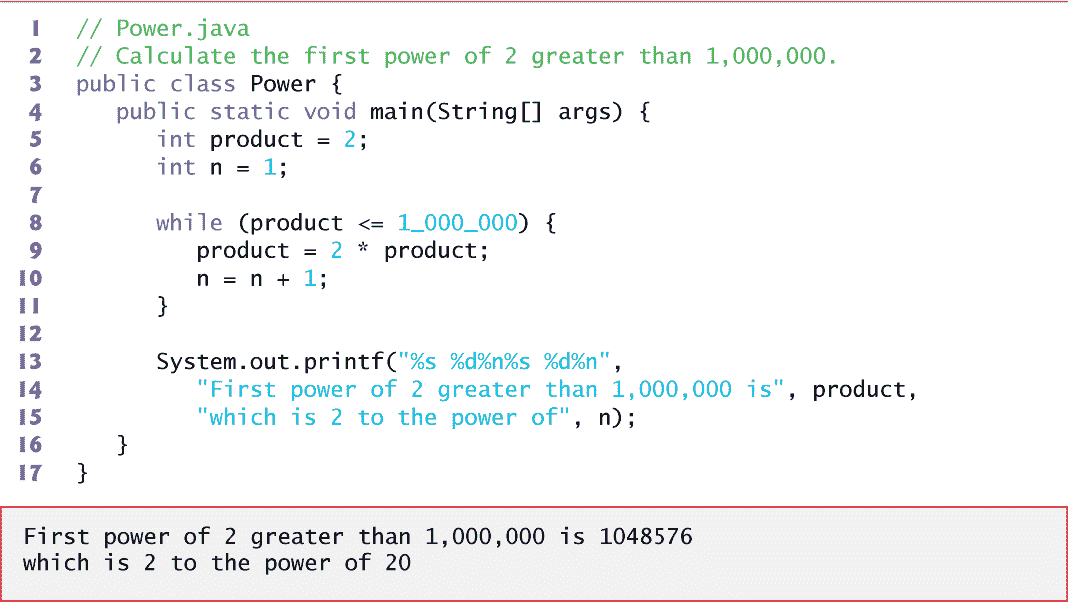 1 // Power.java
2 // Calculate the first power of 2 greater than 1,000,000.
3 public class Power {
4    public static void main(String[] args) {
5       int product = 2;
6       int n = 1;
7
8       while (product <= 1_000_000) {
9          product = 2 * product;
10          n = n + 1;
11       }
12
13       System.out.printf("%s %d%n%s %d%n",
14          "First power of 2 greater than 1,000,000 is", product,
15          "which is 2 to the power of", n);
16    }
17 }
First power of 2 greater than 1,000,000 is 1048576
which is 2 to the power of 20